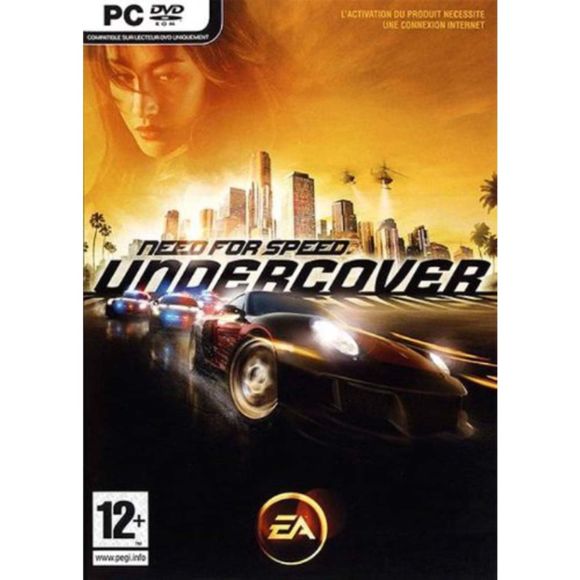 PC DVD
ROM
COMPATIBLE SUR LECTEUR DVD UNIQUEMENT
L'ACTIVATION DU PRODUIT NECESSITE
UNE CONNEXION INTERNET
NEED FOR SPEED
UNDERCOVER
12+
www.pegi.info
EA